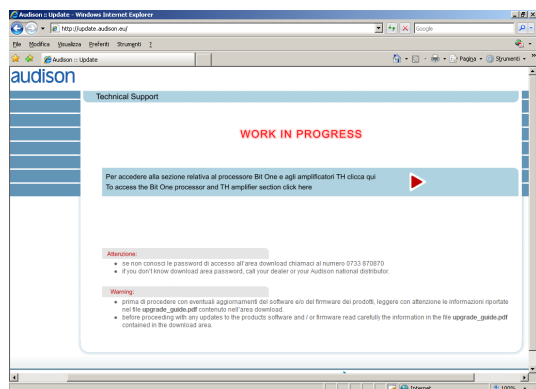 Audison :: Update - Windows Internet Explorer
http://update.audison.eu/
Google
File Modifica Visualizza Preferiti Strumenti ?
Audison :: Update
Pagina
Strumenti
audison
Technical Support
WORK IN PROGRESS
Per accedere alla sezione relativa al processore Bit One e agli amplificatori TH clicca qui
To access the Bit One processor and TH amplifier section click here
Attenzione:
se non conosci le password di accesso all'area download chiamaci al numero 0733 870870
if you don't know download area password, call your dealer or your Audison national distributor.
Warning:
prima di procedere con eventuali aggiornamenti del software e/o del firmware dei prodotti, leggere con attenzione le informazioni riportate
nel file upgrade_guide.pdf contenuto nell'area download.
before proceeding with any updates to the products software and / or firmware read carefully the information in the file upgrade_guide.pdf
contained in the download area.
Internet
100%